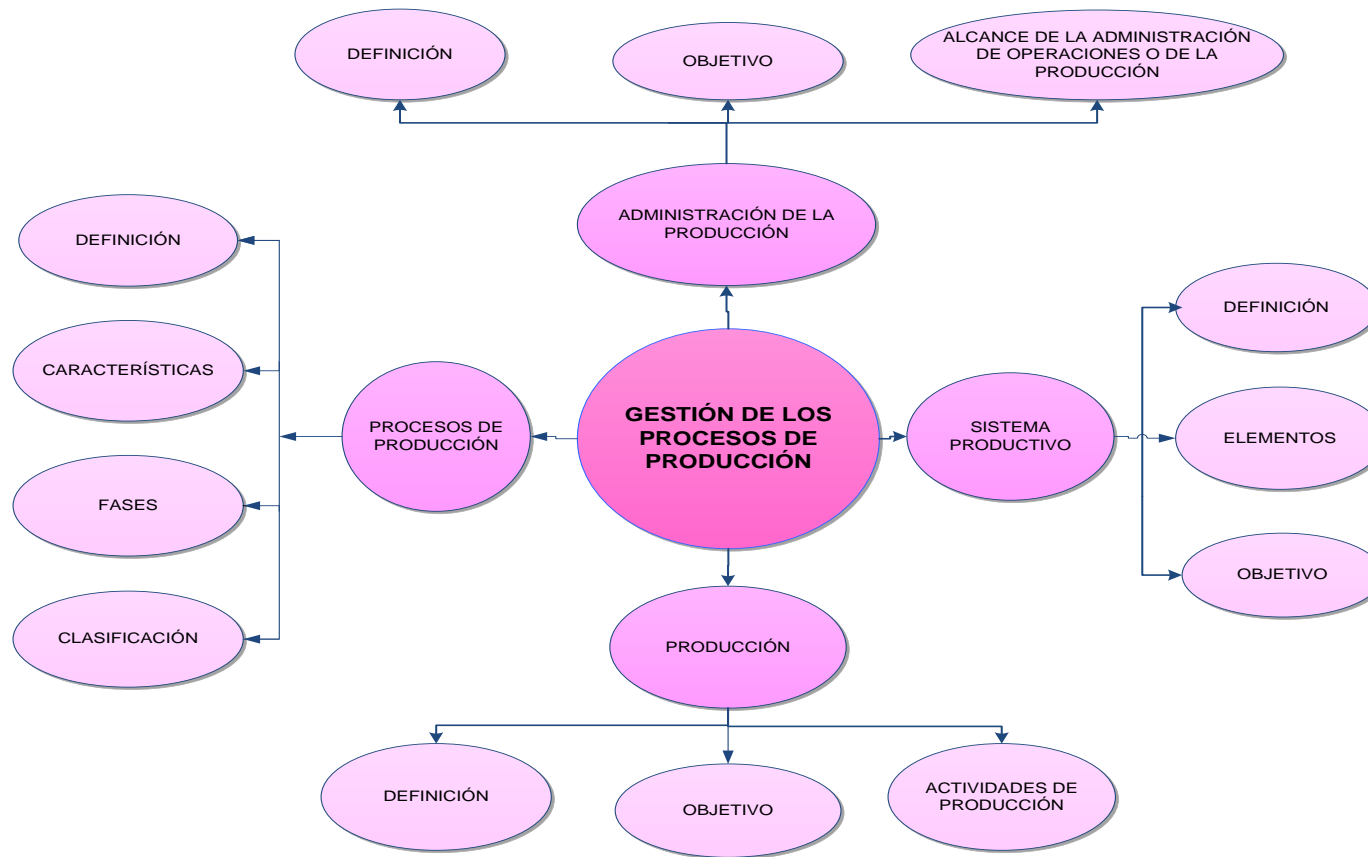 DEFINICIÓN
OBJETIVO
ALCANCE DE LA ADMINISTRACIÓN
DE OPERACIONES O DE LA
PRODUCCIÓN
ADMINISTRACIÓN DE LA
PRODUCCIÓN
DEFINICIÓN
CARACTERÍSTICAS
FASES
CLASIFICACIÓN
PROCESOS DE
PRODUCCIÓN
GESTIÓN DE LOS
PROCESOS DE
PRODUCCIÓN
SISTEMA
PRODUCTIVO
DEFINICIÓN
ELEMENTOS
OBJETIVO
PRODUCCIÓN
DEFINICIÓN
OBJETIVO
ACTIVIDADES DE
PRODUCCIÓN